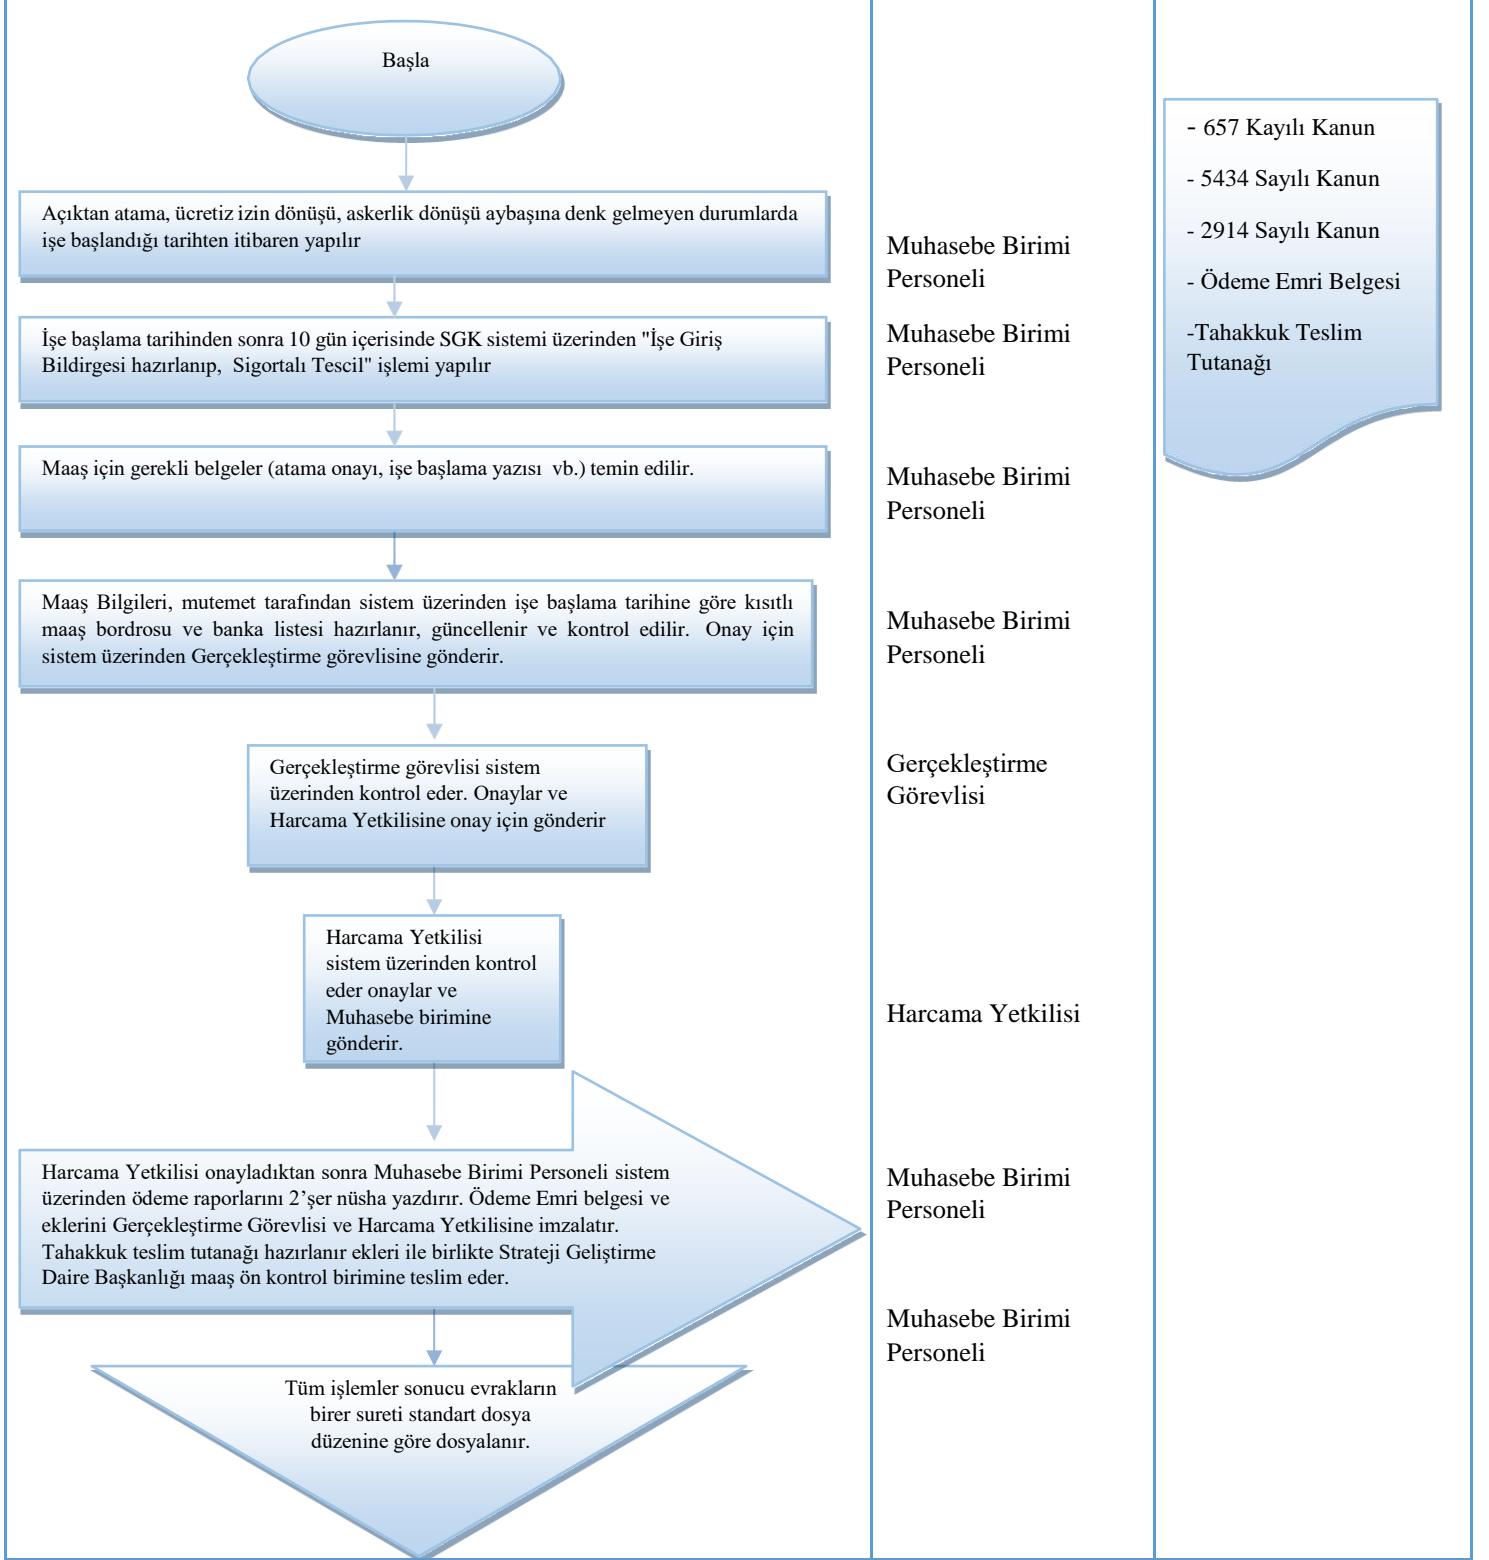 Başla
Açıktan atama, ücretiz izin dönüşü, askerlik dönüşü aybaşına denk gelmeyen durumlarda
işe başlandığı tarihten itibaren yapılır
İşe başlama tarihinden sonra 10 gün içerisinde SGK sistemi üzerinden "İşe Giriş
Bildirgesi hazırlanıp, Sigortalı Tescil" işlemi yapılır
Maaş için gerekli belgeler (atama onayı, işe başlama yazısı vb.) temin edilir.
Maaş Bilgileri, mutemet tarafından sistem üzerinden işe başlama tarihine göre kısıtlı
maaş bordrosu ve banka listesi hazırlanır, güncellenir ve kontrol edilir. Onay için
sistem üzerinden Gerçekleştirme görevlisine gönderir.
Gerçekleştirme görevlisi sistem
üzerinden kontrol eder. Onaylar ve
Harcama Yetkilisine onay için gönderir
Harcama Yetkilisi
sistem üzerinden kontrol
eder onaylar ve
Muhasebe birimine
gönderir.
Harcama Yetkilisi onayladıktan sonra Muhasebe Birimi Personeli sistem
üzerinden ödeme raporlarını 2’şer nüsha yazdırır. Ödeme Emri belgesi ve
eklerini Gerçekleştirme Görevlisi ve Harcama Yetkilisine imzalatır.
Tahakkuk teslim tutanağı hazırlanır ekleri ile birlikte Strateji Geliştirme
Daire Başkanlığı maaş ön kontrol birimine teslim eder.
Tüm işlemler sonucu evrakların
birer sureti standart dosya
düzenine göre dosyalanır.
Muhasebe Birimi
Personeli
Muhasebe Birimi
Personeli
Muhasebe Birimi
Personeli
Muhasebe Birimi
Personeli
Gerçekleştirme
Görevlisi
Harcama Yetkilisi
Muhasebe Birimi
Personeli
Muhasebe Birimi
Personeli
- 657 Kayılı Kanun
- 5434 Sayılı Kanun
- 2914 Sayılı Kanun
- Ödeme Emri Belgesi
-Tahakkuk Teslim
Tutanağı